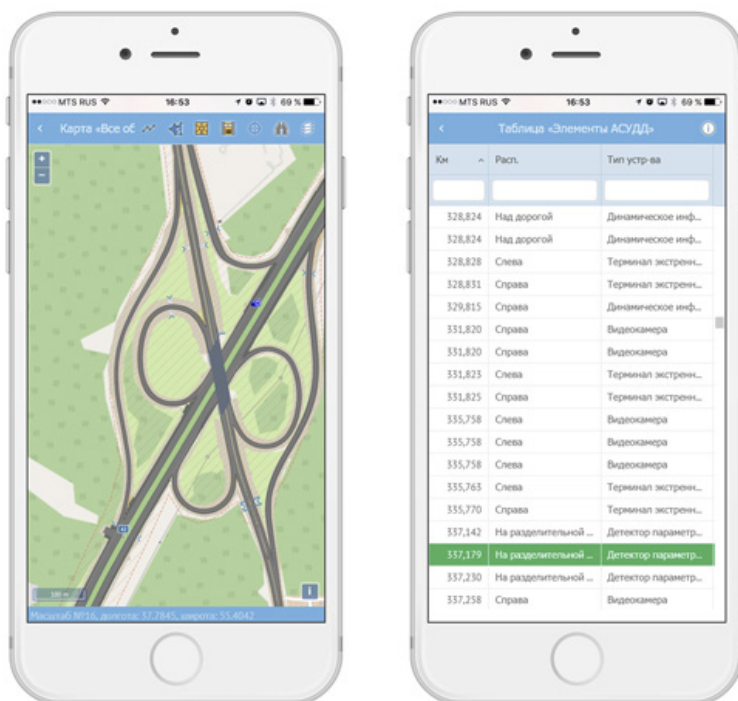 MTS RUS 16:53 69 %
Карта «Все об
+
−
100 m
i
Масштаб №16, долгота: 37,7845, широта: 55,4042
MTS RUS 16:53 69 %
Таблица «Элементы АСУДД»
Км Расп. Тип устр-ва
328,824 Над дорогой Динамическое инф...
328,824 Над дорогой Динамическое инф...
328,828 Слева Терминал экстренн...
328,831 Справа Терминал экстренн...
329,815 Справа Динамическое инф...
331,820 Справа Видеокамера
331,820 Справа Видеокамера
331,823 Слева Терминал экстренн...
331,825 Справа Терминал экстренн...
335,758 Слева Видеокамера
335,758 Слева Видеокамера
335,758 Слева Видеокамера
335,763 Слева Терминал экстренн...
335,770 Справа Терминал экстренн...
337,142 На разделительной ... Детектор параметр...
337,179 На разделительной ... Детектор параметр...
337,230 На разделительной ... Детектор параметр...
337,258 Справа Видеокамера